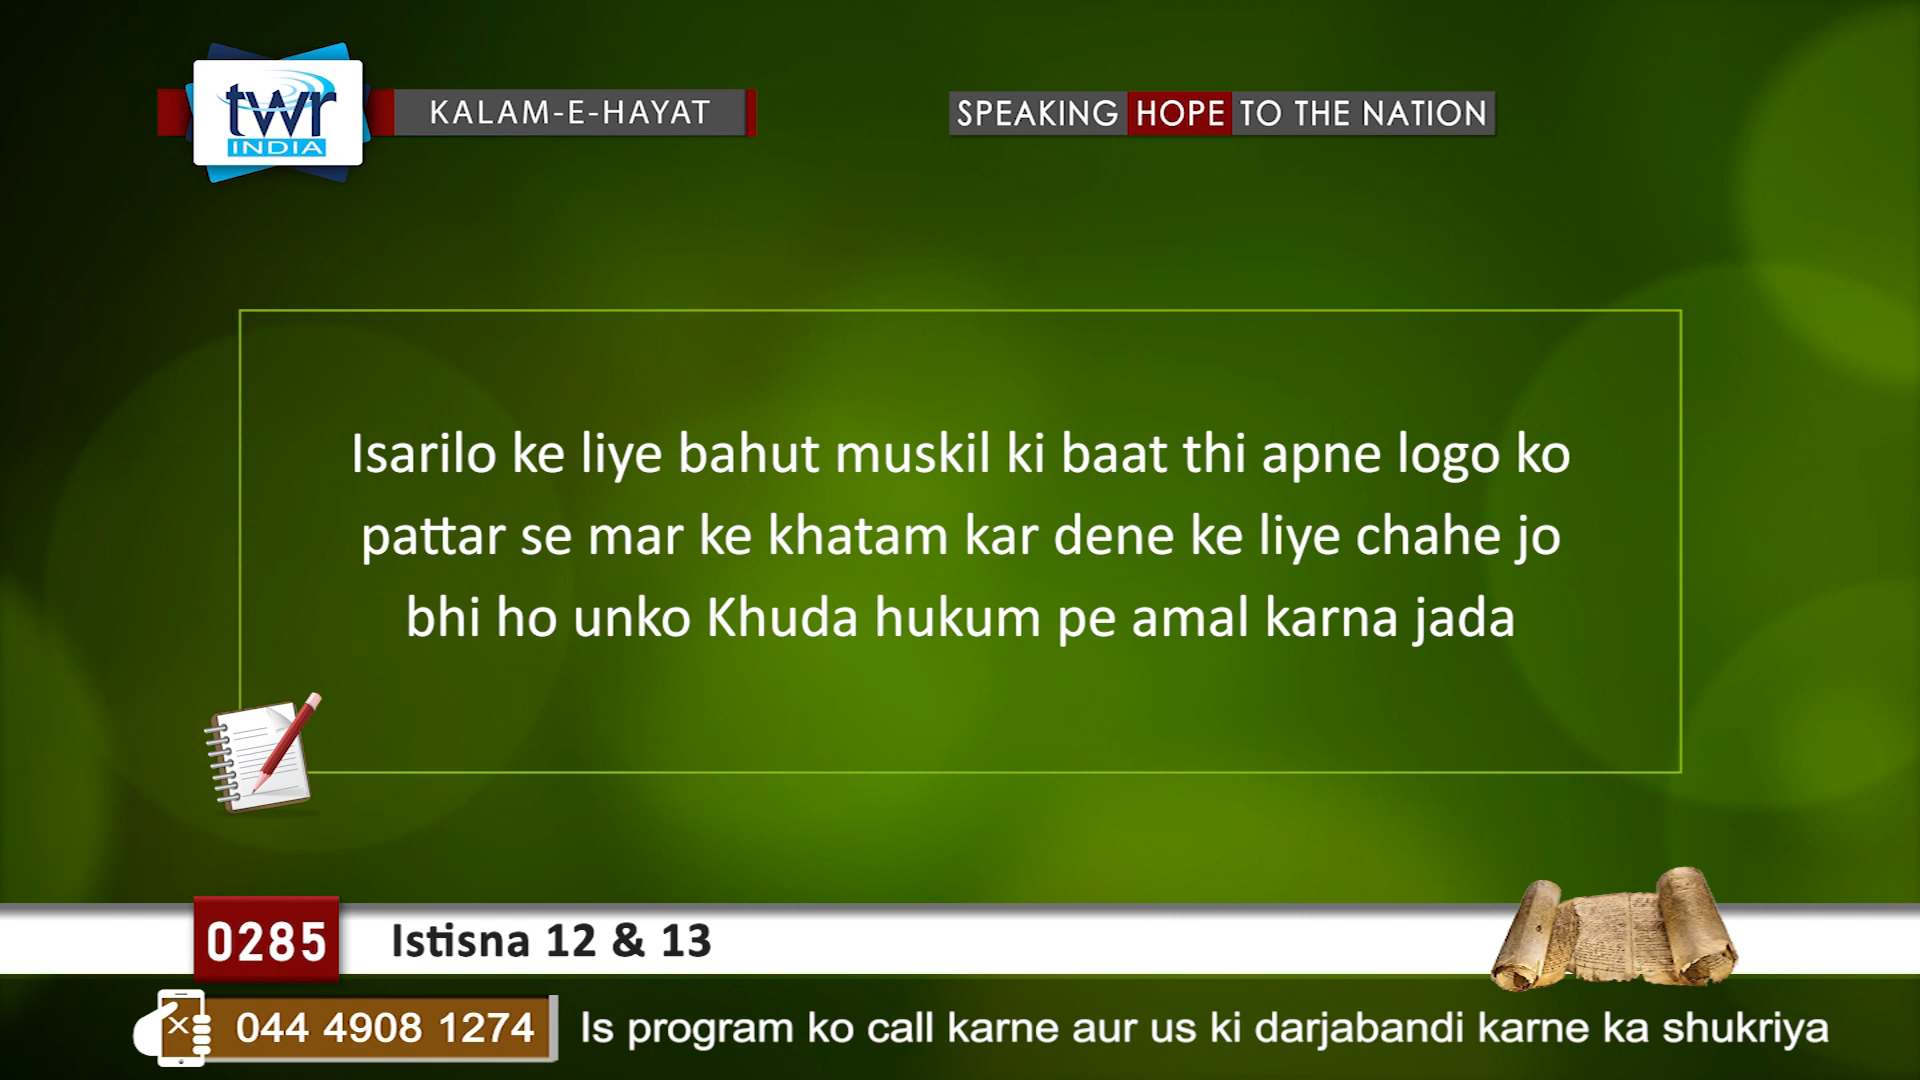 twr
INDIA
KALAM-E-HAYAT
SPEAKING HOPE TO THE NATION
Isarilo ke liye bahut muskil ki baat thi apne logo ko
pattar se mar ke khatam kar dene ke liye chahe jo
bhi ho unko Khuda hukum pe amal karna jada
0285
Istisna 12 & 13
044 4908 1274
Is program ko call karne aur us ki darjabandi karne ka shukriya